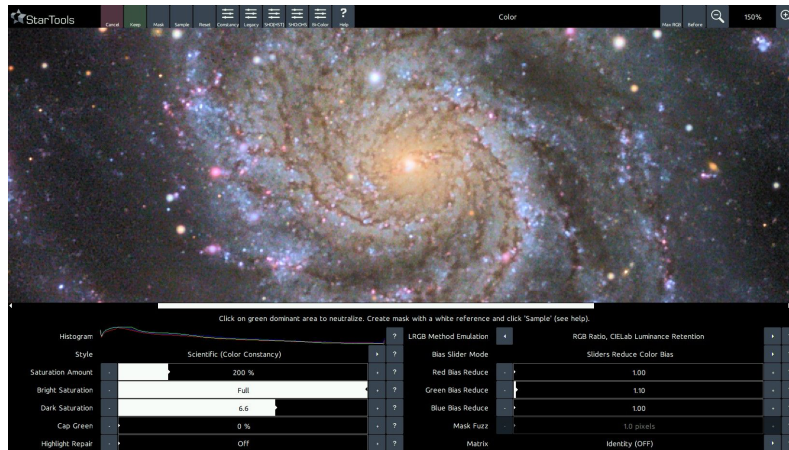 StarTools
Cancel Keep Mask Sample Reset Constancy Legacy SHO(HST) SHO:OHS Bi-Color ? Help
Color
Max RGB Before 150%
Click on green dominant area to neutralize. Create mask with a white reference and click 'Sample' (see help).
Histogram ? LRGB Method Emulation RGB Ratio, CIELab Luminance Retention
Style Scientific (Color Constancy) ? Bias Slider Mode Sliders Reduce Color Bias
Saturation Amount - 200 % + ? Red Bias Reduce - 1.00
Bright Saturation - Full ? Green Bias Reduce - 1.10
Dark Saturation - 6.6 + ? Blue Bias Reduce - 1.00
Cap Green - 0 % + ? Mask Fuzz - 1.0 pixels
Highlight Repair - Off + ? Matrix Identity (OFF)